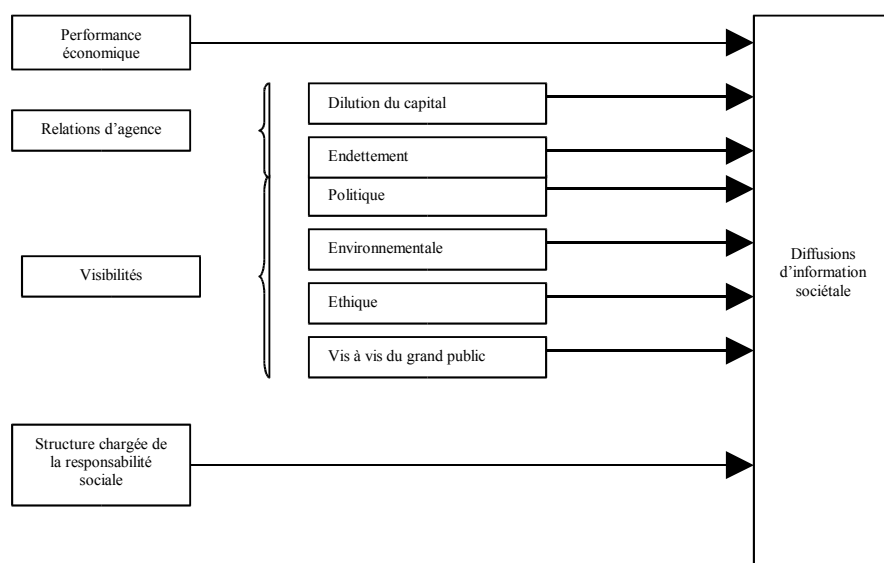 Performance
économique
Dilution du capital
Relations d'agence
Endettement
Politique
Environnementale
Visibilités
Ethique
Vis à vis du grand public
Structure chargée de
la responsabilité
sociale
Diffusions
d'information
sociétale